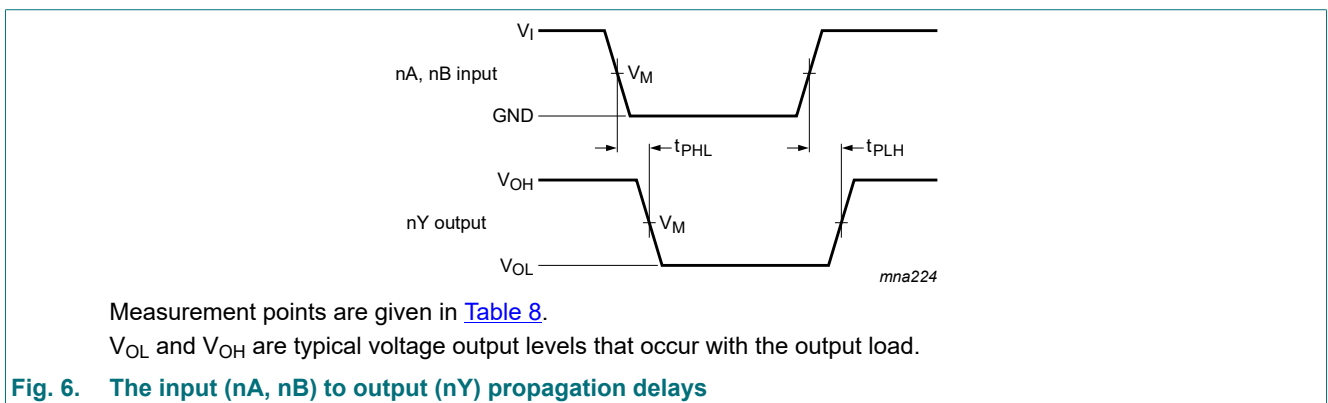 VI
nA, nB input
VM
GND
tPHL
tPLH
VOH
nY output
VM
VOL
mna224
Measurement points are given in Table 8.
VOL and VOH are typical voltage output levels that occur with the output load.
Fig. 6. The input (nA, nB) to output (nY) propagation delays